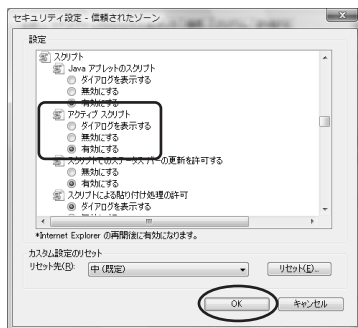 セキュリティ設定 - 信頼されたゾーン
設定
スクリプト
Java アプレットのスクリプト
ダイアログを表示する
無効にする
有効にする
アクティブ スクリプト
ダイアログを表示する
無効にする
有効にする
スクリプトでのステータス バーの更新を許可する
無効にする
有効にする
スクリプトによる貼り付け処理の許可
ダイアログを表示する
*Internet Explorer の再開後に有効になります。
カスタム設定のリセット
リセット先(R): 中 (既定) リセット(E)...
OK キャンセル